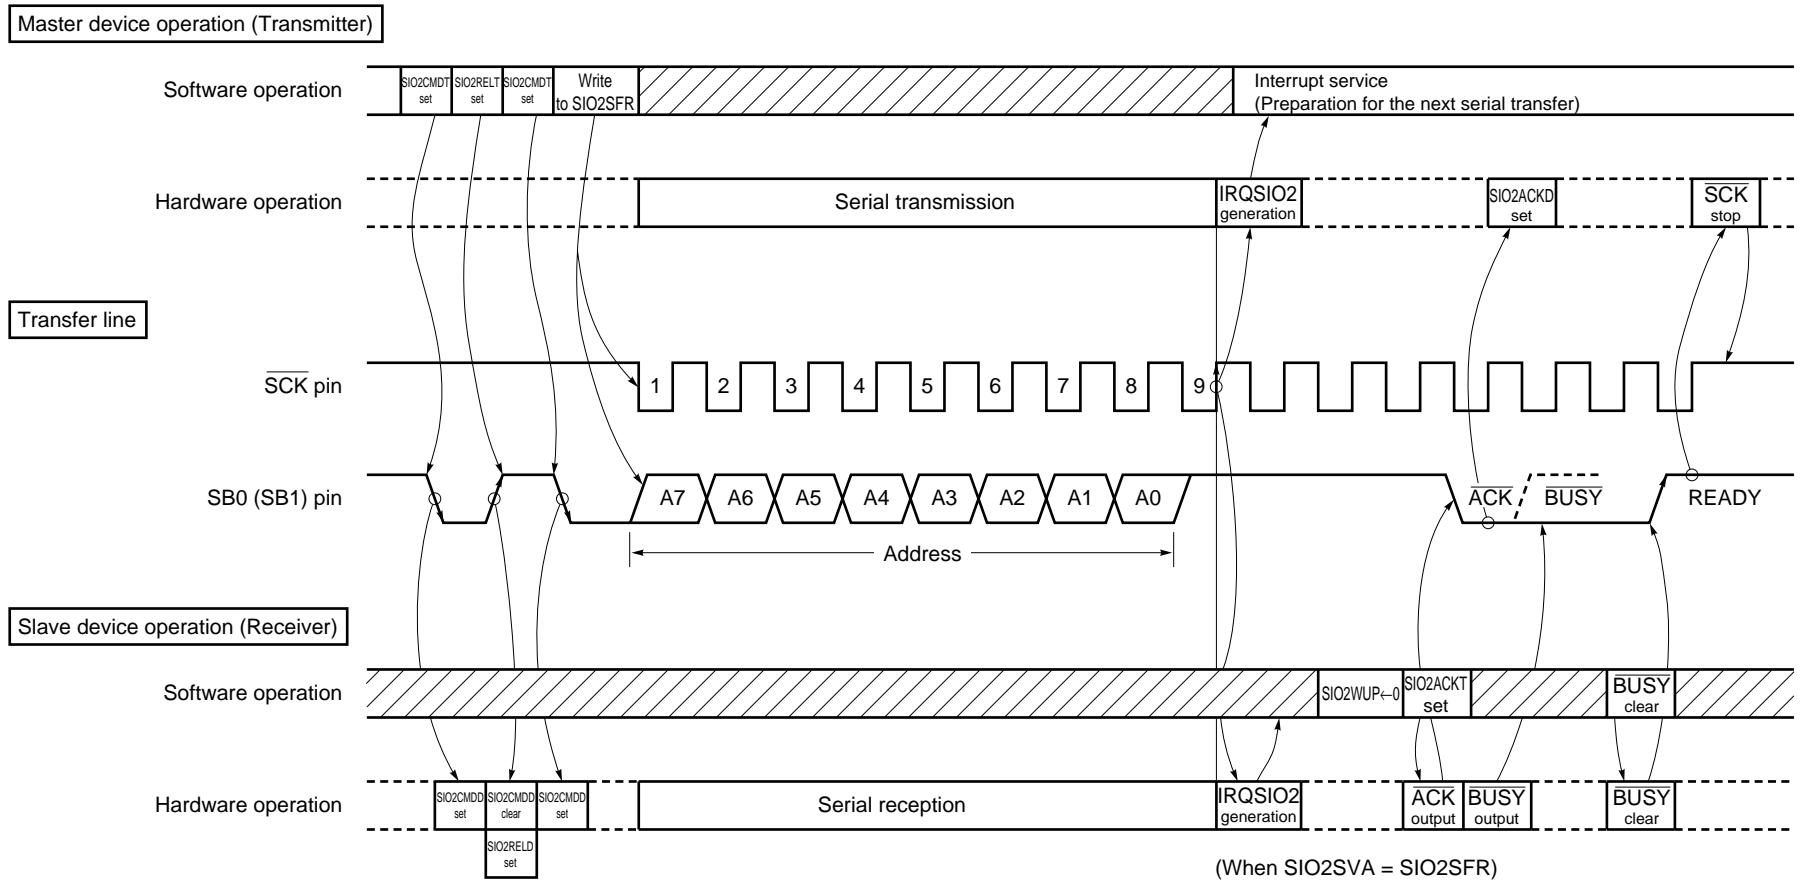 Master device operation (Transmitter)
Software operation
SIO2CMDT
set
SIO2RELT
set
SIO2CMDT
set
Write
to SIO2SFR
Interrupt service
(Preparation for the next serial transfer)
Hardware operation
Serial transmission
IRQSIO2
generation
SIO2ACKD
set
SCK
stop
Transfer line
SCK pin
1 2 3 4 5 6 7 8 9
SB0 (SB1) pin
A7 A6 A5 A4 A3 A2 A1 A0
ACK
BUSY
READY
Address
Slave device operation (Receiver)
Software operation
SIO2WUP←0
SIO2ACKT
set
BUSY
clear
Hardware operation
SIO2CMDD
set
SIO2CMDD
clear
SIO2CMDD
set
SIO2RELD
set
Serial reception
IRQSIO2
generation
ACK
output
BUSY
output
BUSY
clear
(When SIO2SVA = SIO2SFR)